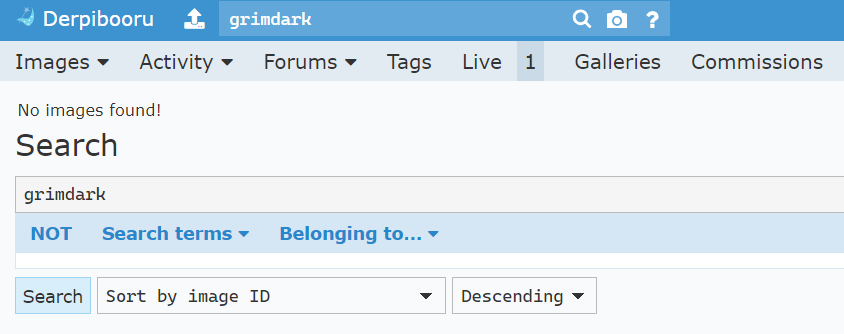 Derpibooru grimdark ?
Images Activity Forums Tags Live 1 Galleries Commissions
No images found!
Search
grimdark
NOT Search terms Belonging to...
Search Sort by image ID Descending